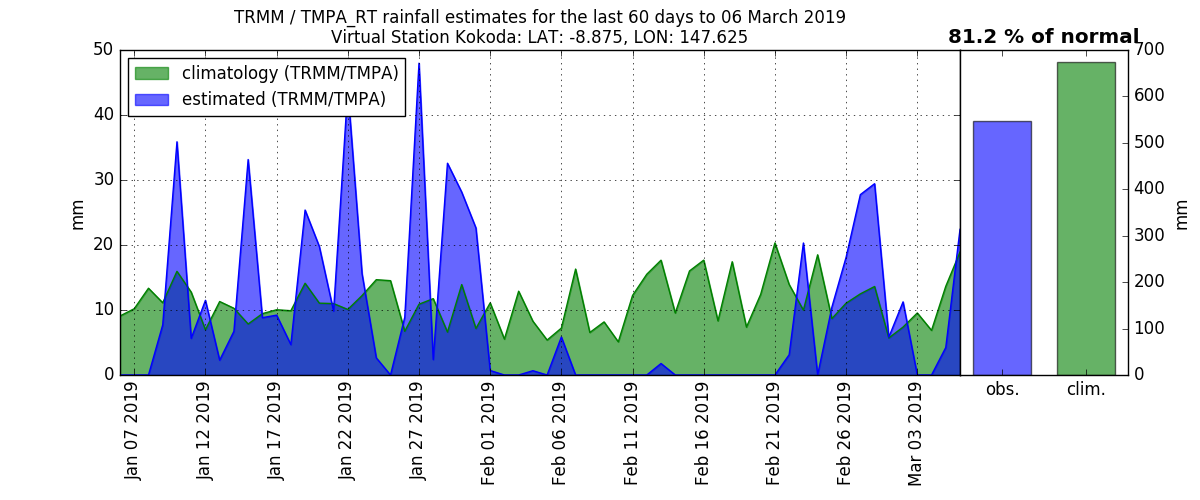 TRMM / TMPA_RT rainfall estimates for the last 60 days to 06 March 2019
Virtual Station Kokoda: LAT: -8.875, LON: 147.625
81.2 % of normal
climatology (TRMM/TMPA)
estimated (TRMM/TMPA)
mm
50
40
30
20
10
0
Jan 07 2019
Jan 12 2019
Jan 17 2019
Jan 22 2019
Jan 27 2019
Feb 01 2019
Feb 06 2019
Feb 11 2019
Feb 16 2019
Feb 21 2019
Feb 26 2019
Mar 03 2019
obs.
clim.
700
600
500
400
300
200
100
0
mm